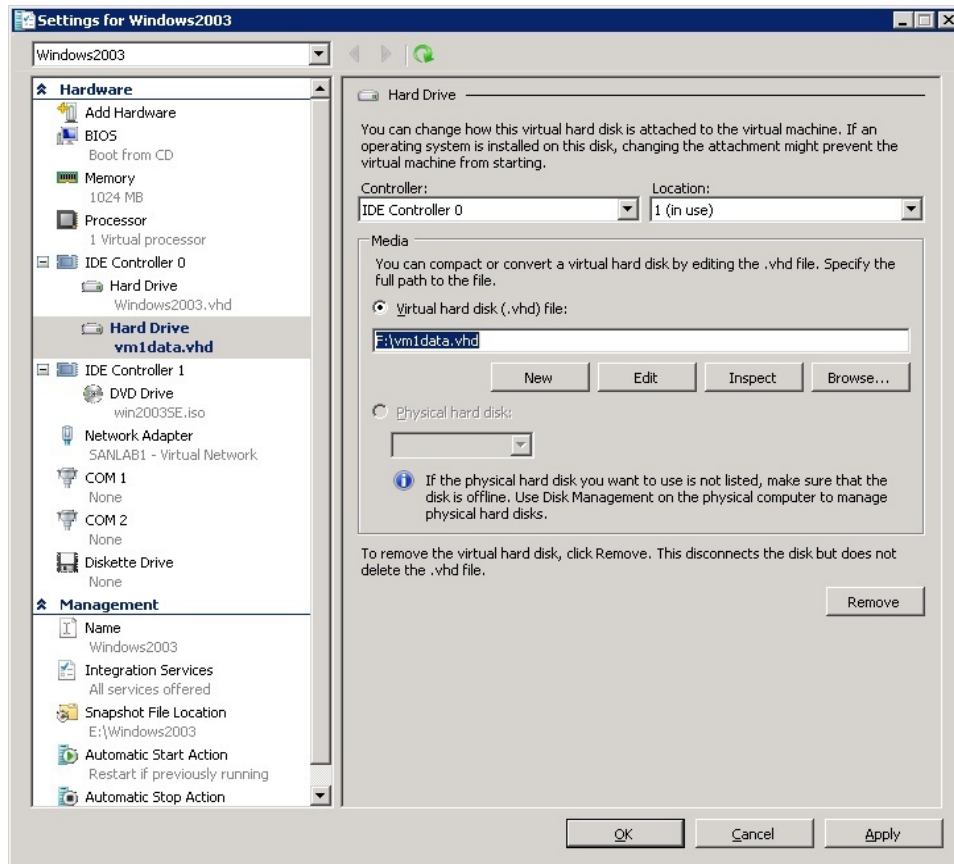 Settings for Windows2003
Windows2003
Hardware
Add Hardware
BIOS
Boot from CD
Memory
1024 MB
Processor
1 Virtual processor
IDE Controller 0
Hard Drive
Windows2003.vhd
Hard Drive
vm1data.vhd
IDE Controller 1
DVD Drive
win2003SE.iso
Network Adapter
SANLAB1 - Virtual Network
COM 1
None
COM 2
None
Diskette Drive
None
Management
Name
Windows2003
Integration Services
All services offered
Snapshot File Location
E:\Windows2003
Automatic Start Action
Restart if previously running
Automatic Stop Action
Hard Drive
You can change how this virtual hard disk is attached to the virtual machine. If an
operating system is installed on this disk, changing the attachment might prevent the
virtual machine from starting.
Controller: Location:
IDE Controller 0 1 (in use)
Media
You can compact or convert a virtual hard disk by editing the .vhd file. Specify the
full path to the file.
Virtual hard disk (.vhd) file:
F:\vm1data.vhd
New Edit Inspect Browse...
Physical hard disk:
If the physical hard disk you want to use is not listed, make sure that the
disk is offline. Use Disk Management on the physical computer to manage
physical hard disks.
To remove the virtual hard disk, click Remove. This disconnects the disk but does not
delete the .vhd file.
Remove
OK Cancel Apply